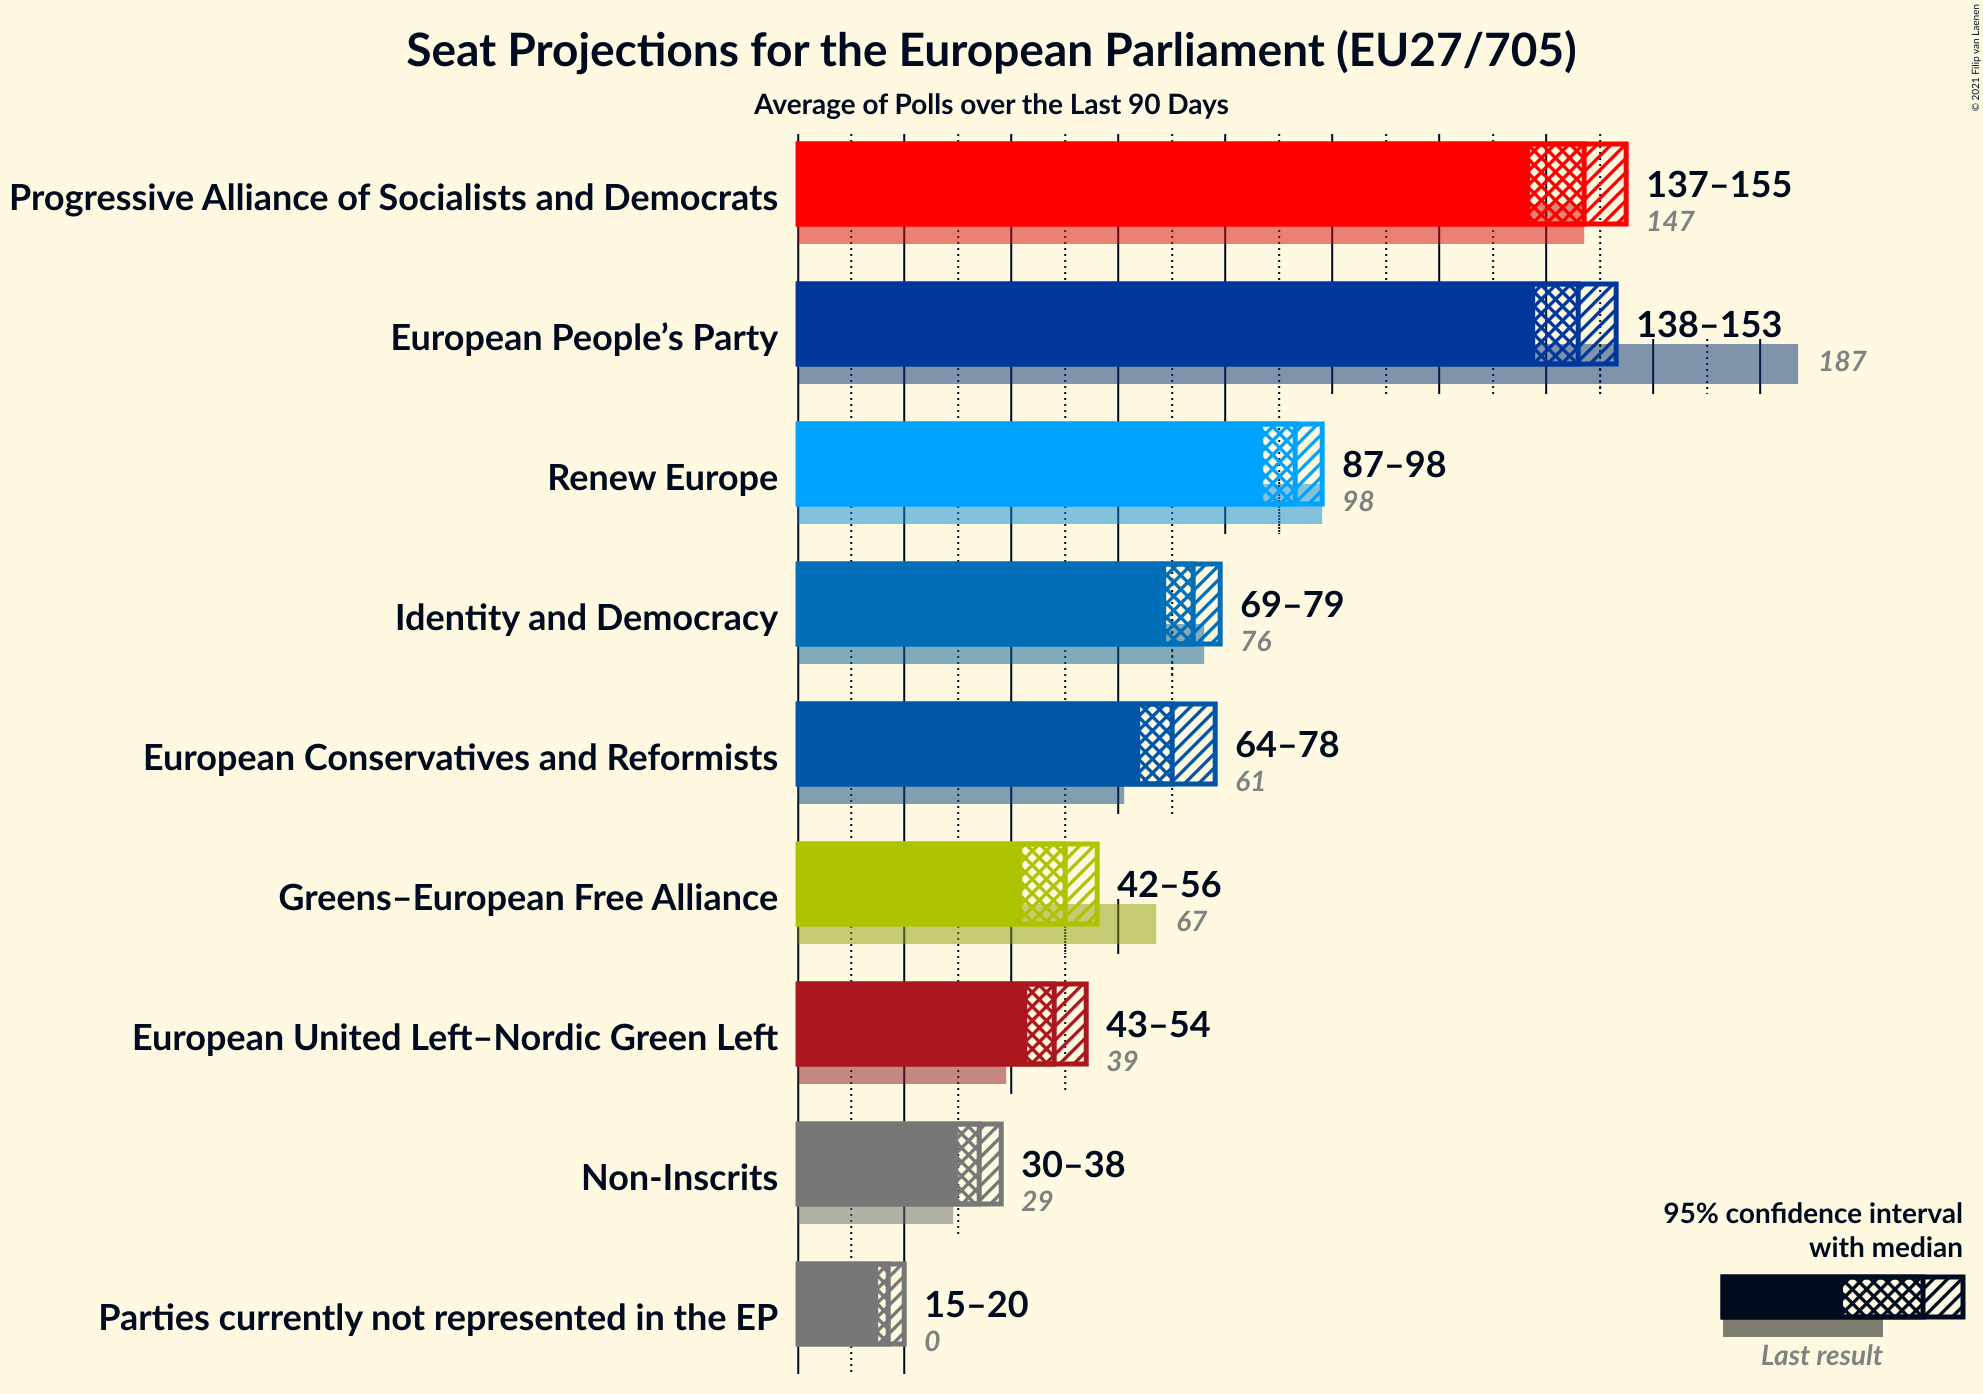 Seat Projections for the European Parliament (EU27/705)
Average of Polls over the Last 90 Days
© 2021 Filip van Laenen
Progressive Alliance of Socialists and Democrats
137–155
147
European People’s Party
138–153
187
Renew Europe
87–98
98
Identity and Democracy
69–79
76
European Conservatives and Reformists
64–78
61
Greens–European Free Alliance
42–56
67
European United Left–Nordic Green Left
43–54
39
Non-Inscrits
30–38
29
Parties currently not represented in the EP
15–20
0
95% confidence interval
with median
Last result